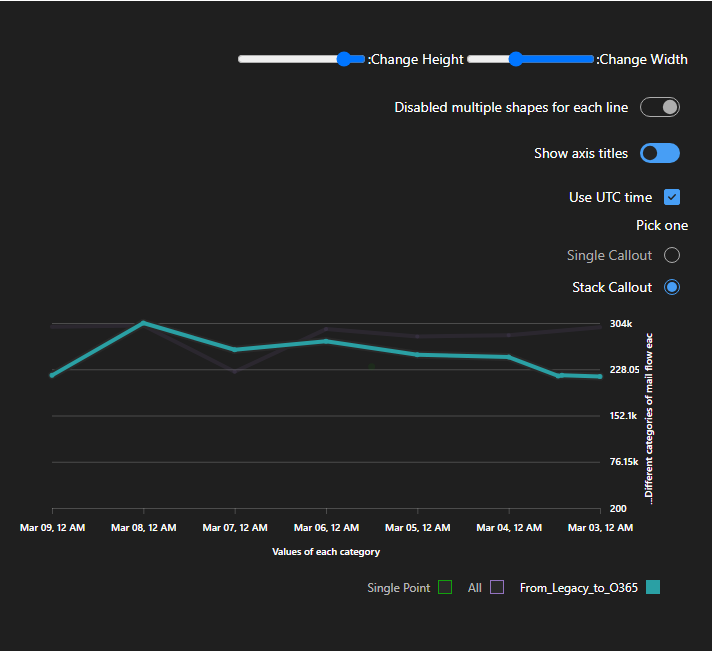 :Change Height :Change Width
Disabled multiple shapes for each line
Show axis titles
Use UTC time
Pick one
Single Callout
Stack Callout
304k
228.05
152.1k
76.15k
200
...Different categories of mail flow eac
Mar 09, 12 AM Mar 08, 12 AM Mar 07, 12 AM Mar 06, 12 AM Mar 05, 12 AM Mar 04, 12 AM Mar 03, 12 AM
Values of each category
Single Point All From_Legacy_to_O365